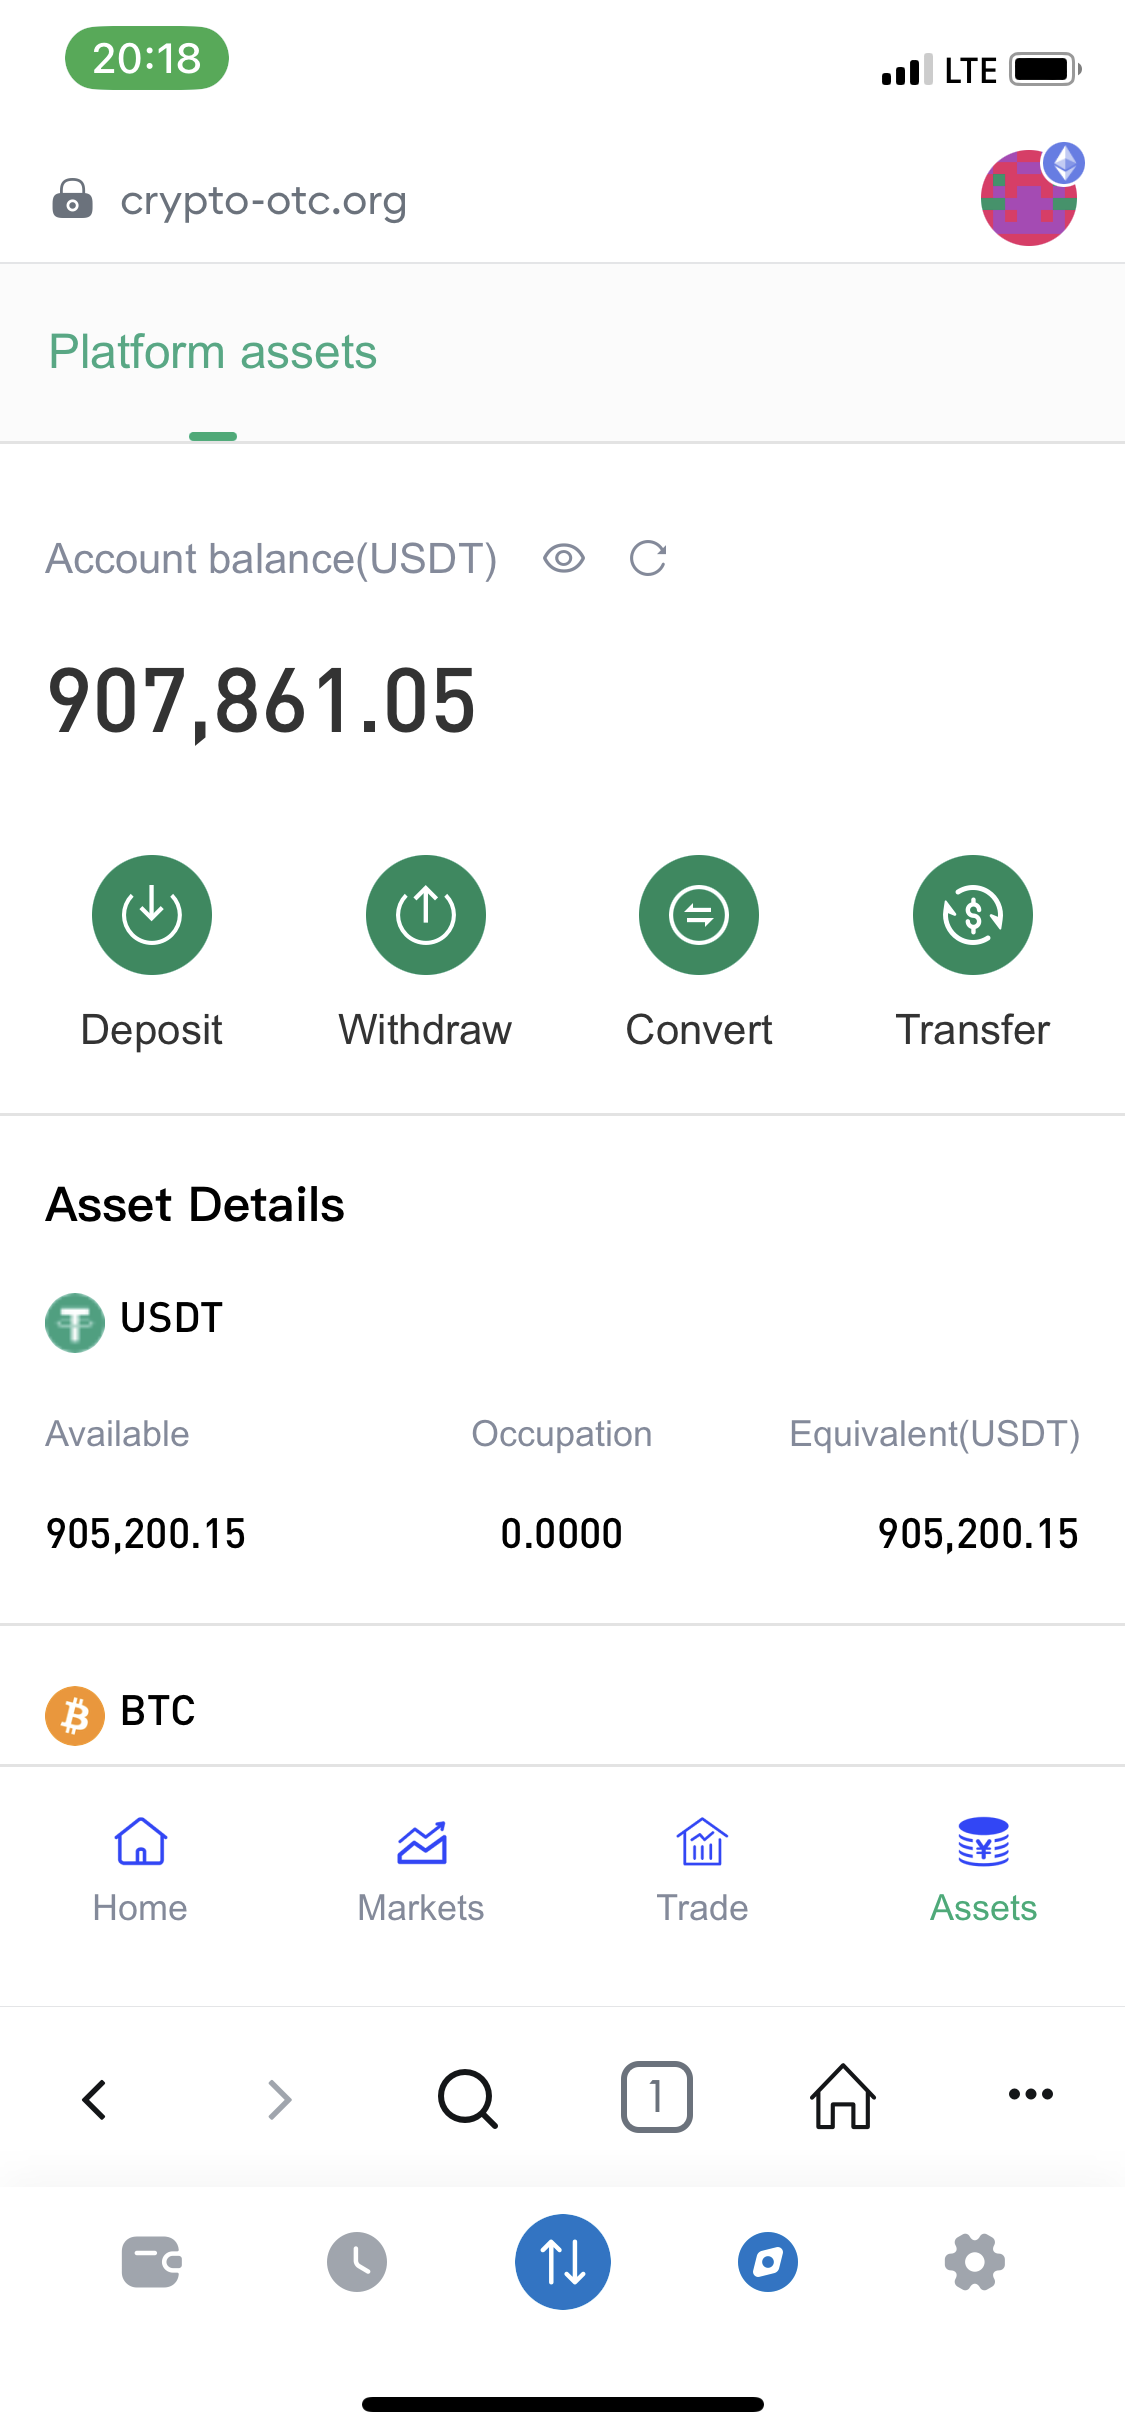 20:18
LTE
crypto-otc.org
Platform assets
Account balance(USDT)
907,861.05
Deposit Withdraw Convert Transfer
Asset Details
USDT
Available Occupation Equivalent(USDT)
905,200.15 0.0000 905,200.15
BTC
Home Markets Trade Assets
1